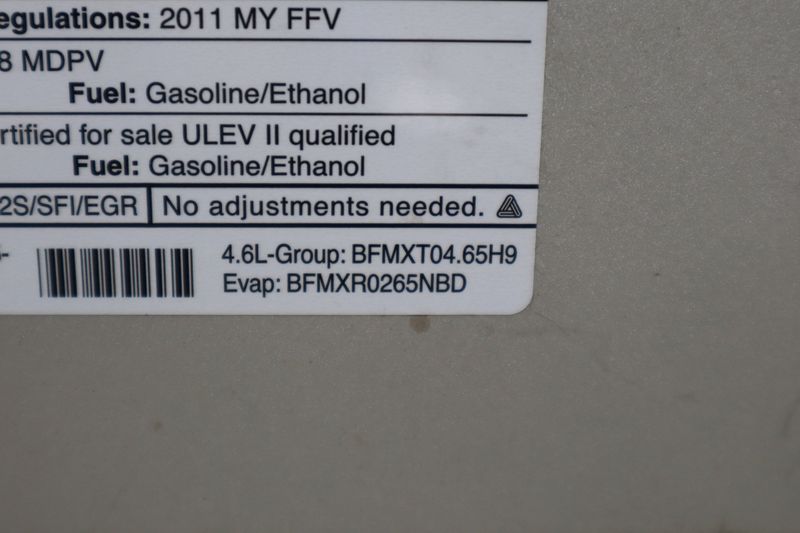 egulations: 2011 MY FFV
8 MDPV
Fuel: Gasoline/Ethanol
rtified for sale ULEV II qualified
Fuel: Gasoline/Ethanol
2S/SFI/EGR No adjustments needed.
4.6L-Group: BFMXT04.65H9
Evap: BFMXR0265NBD